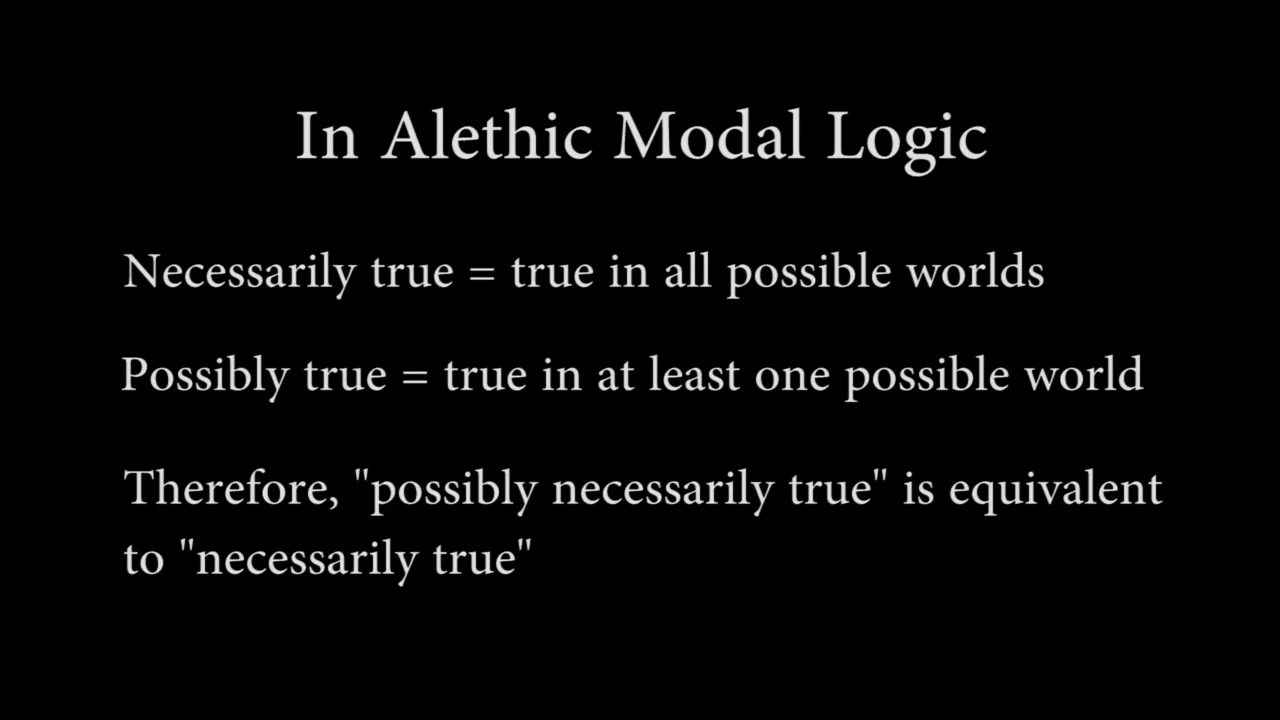 In Alethic Modal Logic
Necessarily true = true in all possible worlds
Possibly true = true in at least one possible world
Therefore, "possibly necessarily true" is equivalent
to "necessarily true"